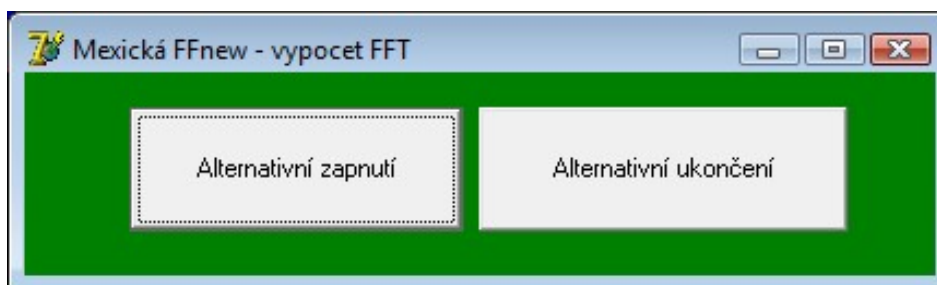 Mexická FFnew - vypocet FFT
Alternativní zapnutí
Alternativní ukončení